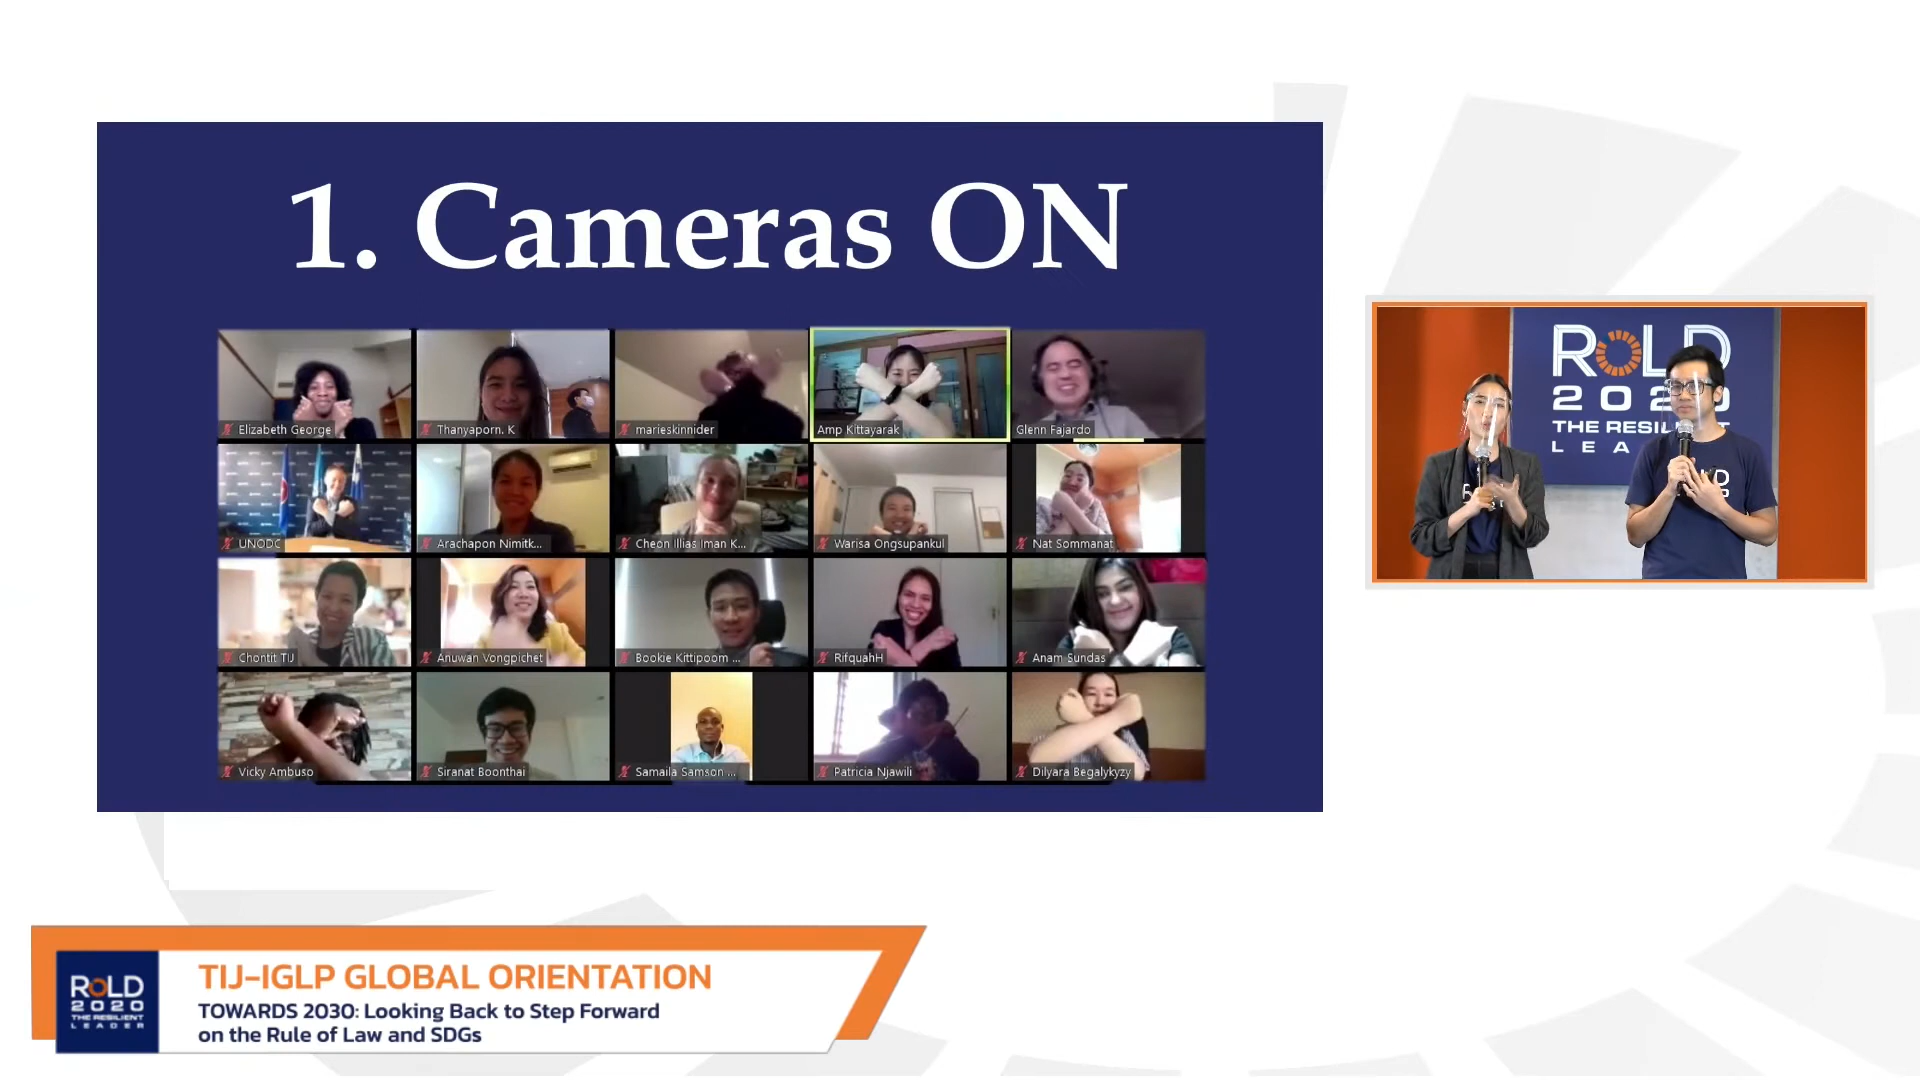 1. Cameras ON
Elizabeth George
Thanyaporn. K
marieskinnider
Amp Kittayarak
Glenn Fajardo
UNODC
Arachapon Nimitk...
Cheon Illias Iman K...
Warisa Ongsupankul
Nat Sommanat
Chontit TIJ
Anuwan Vongpichet
Bookie Kittipoom ...
RifquahH
Anam Sundas
Vicky Ambuso
Siranat Boonthai
Samaila Samson ...
Patricia Njawili
Dilyara Begalykyzy
RoLD
2020
THE RESILIENT
LEA
RoLD
2020
THE RESILIENT
LEADER
TIJ-IGLP GLOBAL ORIENTATION
TOWARDS 2030: Looking Back to Step Forward
on the Rule of Law and SDGs